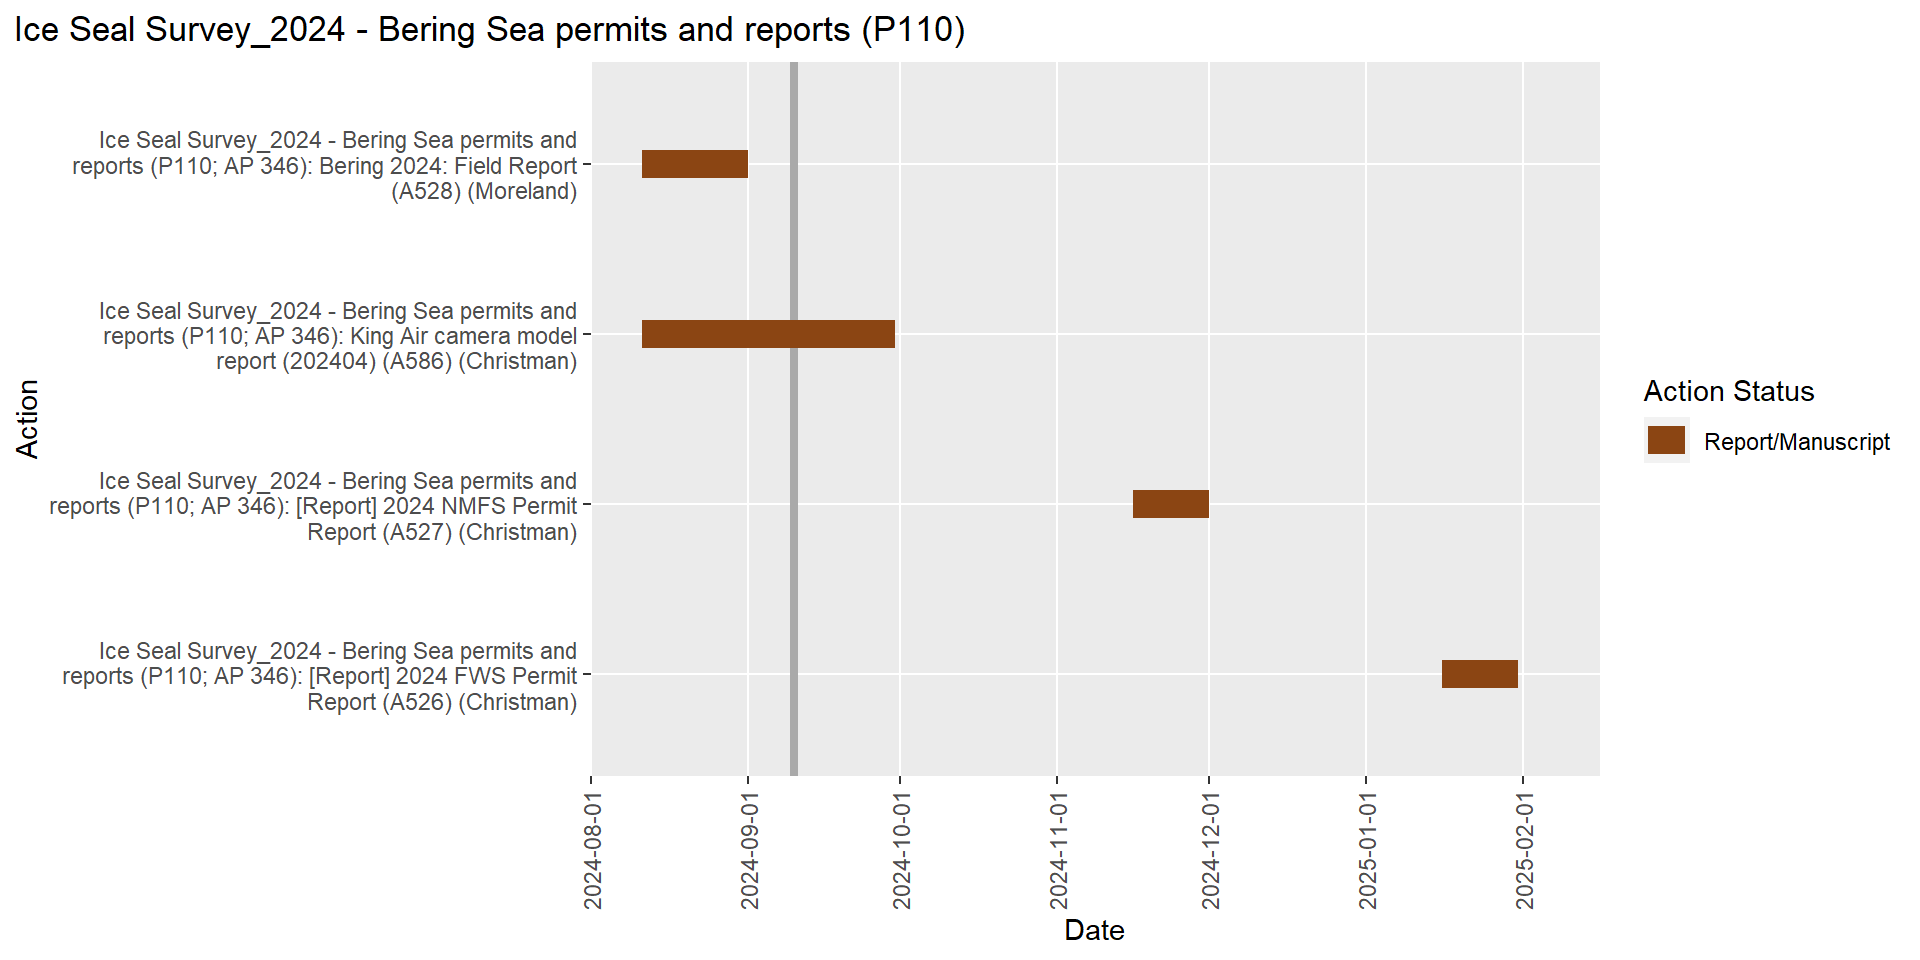 Ice Seal Survey_2024 - Bering Sea permits and reports (P110)
Ice Seal Survey_2024 - Bering Sea permits and
reports (P110; AP 346): Bering 2024: Field Report
(A528) (Moreland)
Ice Seal Survey_2024 - Bering Sea permits and
reports (P110; AP 346): King Air camera model
report (202404) (A586) (Christman)
Ice Seal Survey_2024 - Bering Sea permits and
reports (P110; AP 346): [Report] 2024 NMFS Permit
Report (A527) (Christman)
Ice Seal Survey_2024 - Bering Sea permits and
reports (P110; AP 346): [Report] 2024 FWS Permit
Report (A526) (Christman)
Action
2024-08-01
2024-09-01
2024-10-01
2024-11-01
2024-12-01
2025-01-01
2025-02-01
Date
Action Status
Report/Manuscript